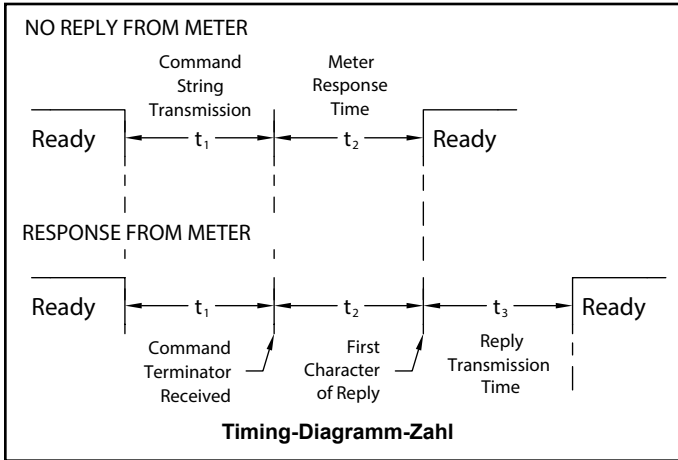 NO REPLY FROM METER
Command
String
Transmission
Meter
Response
Time
Ready
t₁
t₂
Ready
RESPONSE FROM METER
Ready
t₁
t₂
t₃
Ready
Command
Terminator
Received
First
Character
of Reply
Reply
Transmission
Time
Timing-Diagramm-Zahl